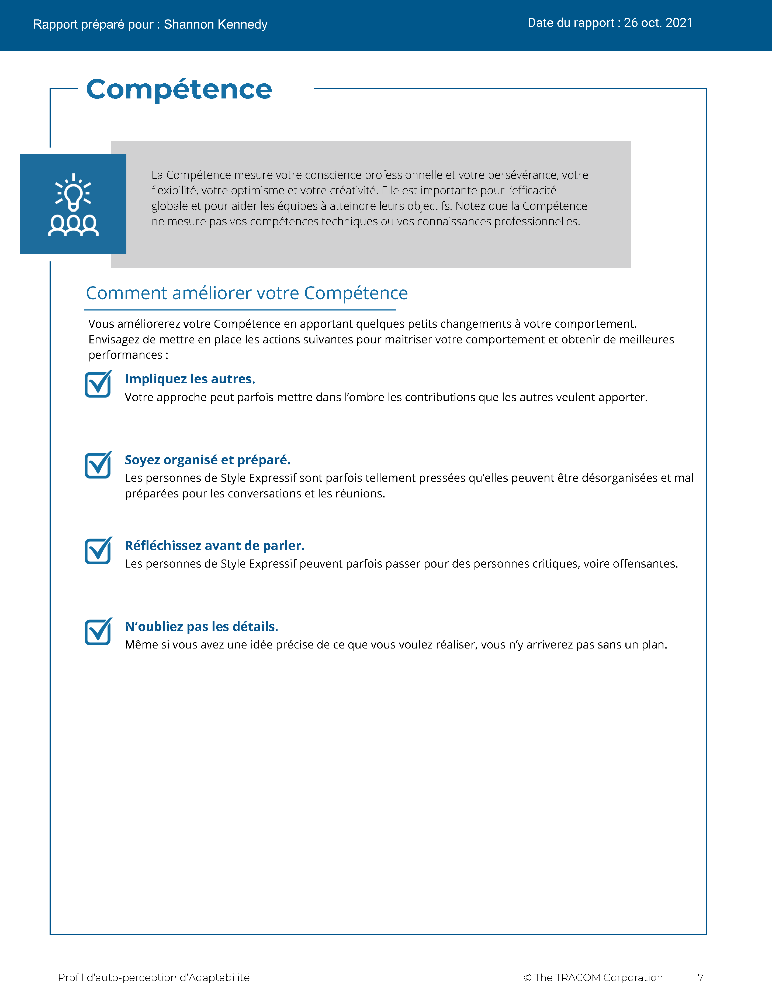 Rapport préparé pour : Shannon Kennedy
Date du rapport : 26 oct. 2021
Compétence
La Compétence mesure votre conscience professionnelle et votre persévérance, votre
flexibilité, votre optimisme et votre créativité. Elle est importante pour l’efficacité
globale et pour aider les équipes à atteindre leurs objectifs. Notez que la Compétence
ne mesure pas vos compétences techniques ou vos connaissances professionnelles.
Comment améliorer votre Compétence
Vous améliorerez votre Compétence en apportant quelques petits changements à votre comportement.
Envisagez de mettre en place les actions suivantes pour maitriser votre comportement et obtenir de meilleures
performances :
Impliquez les autres.
Votre approche peut parfois mettre dans l’ombre les contributions que les autres veulent apporter.
Soyez organisé et préparé.
Les personnes de Style Expressif sont parfois tellement pressées qu’elles peuvent être désorganisées et mal
préparées pour les conversations et les réunions.
Réfléchissez avant de parler.
Les personnes de Style Expressif peuvent parfois passer pour des personnes critiques, voire offensantes.
N’oubliez pas les détails.
Même si vous avez une idée précise de ce que vous voulez réaliser, vous n’y arriverez pas sans un plan.
Profil d’auto-perception d’Adaptabilité
© The TRACOM Corporation
7